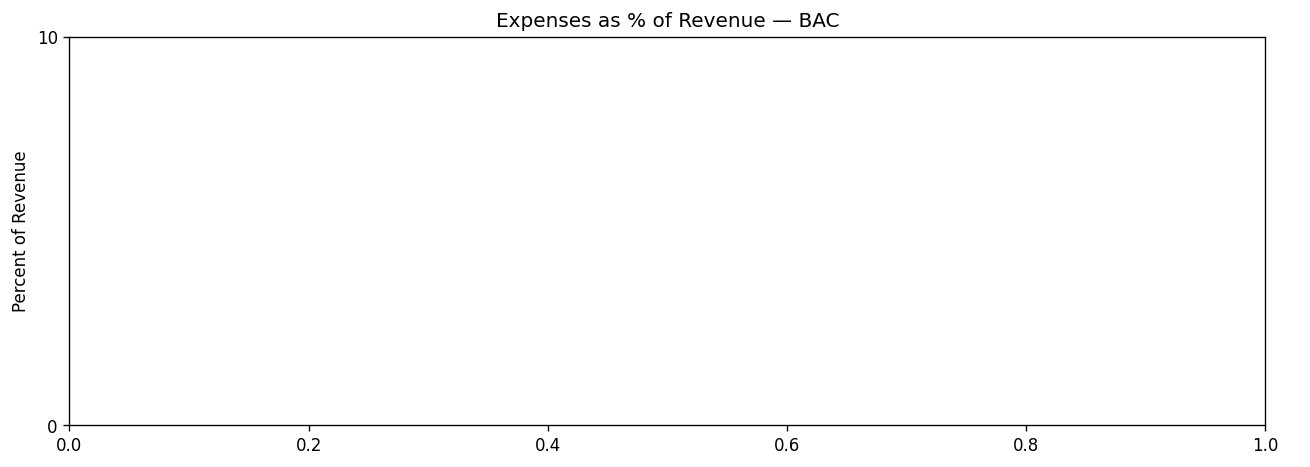 Expenses as % of Revenue — BAC
10
Percent of Revenue
0
0.0 0.2 0.4 0.6 0.8 1.0